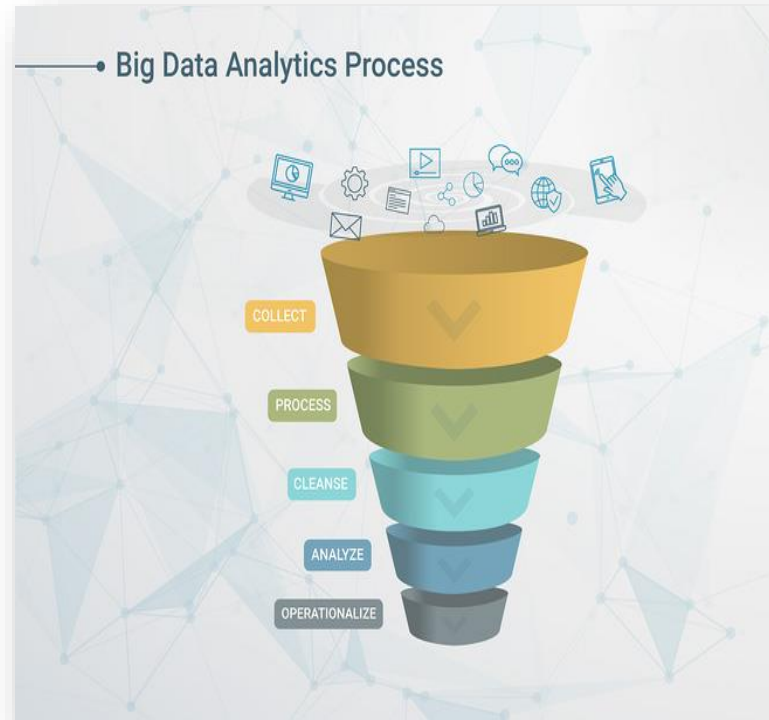 Big Data Analytics Process
COLLECT
PROCESS
CLEANSE
ANALYZE
OPERATIONALIZE